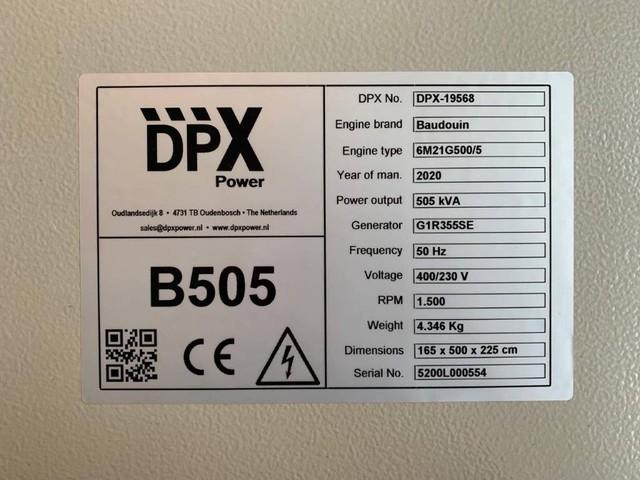 DPX
Power
Oudlandsedijk 8 • 4731 TB Oudenbosch • The Netherlands
sales@dpxpower.nl • www.dpxpower.nl
B505
CE
DPX No. DPX-19568
Engine brand Baudouin
Engine type 6M21G500/5
Year of man. 2020
Power output 505 kVA
Generator G1R355SE
Frequency 50 Hz
Voltage 400/230 V
RPM 1.500
Weight 4.346 Kg
Dimensions 165 x 500 x 225 cm
Serial No. 5200L000554